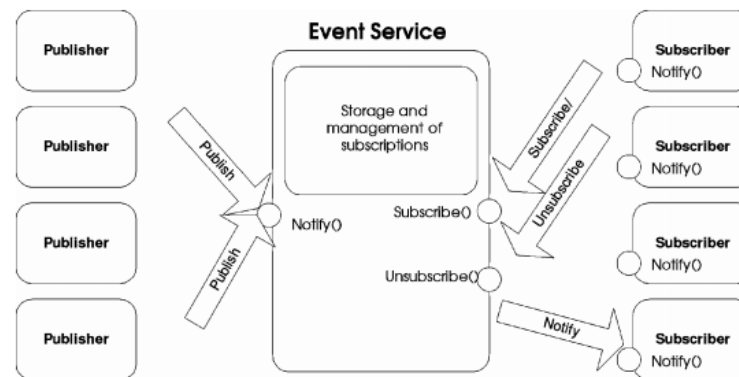 Event Service
Publisher
Publisher
Publisher
Publisher
Publish
Publish
Storage and
management of
subscriptions
Notify()
Subscribe()
Unsubscribe()
Subscribe/
Unsubscribe
Notify
Subscriber
Notify()
Subscriber
Notify()
Subscriber
Notify()
Subscriber
Notify()